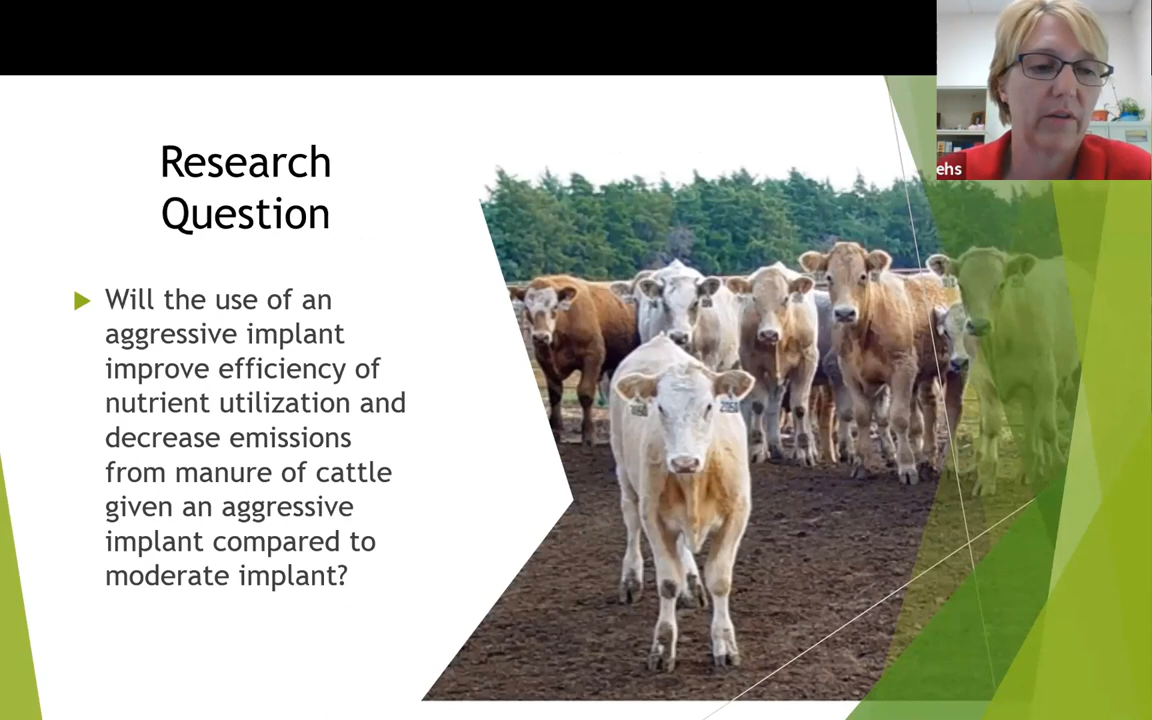 ehs
Research
Question
Will the use of an
aggressive implant
improve efficiency of
nutrient utilization and
decrease emissions
from manure of cattle
given an aggressive
implant compared to
moderate implant?